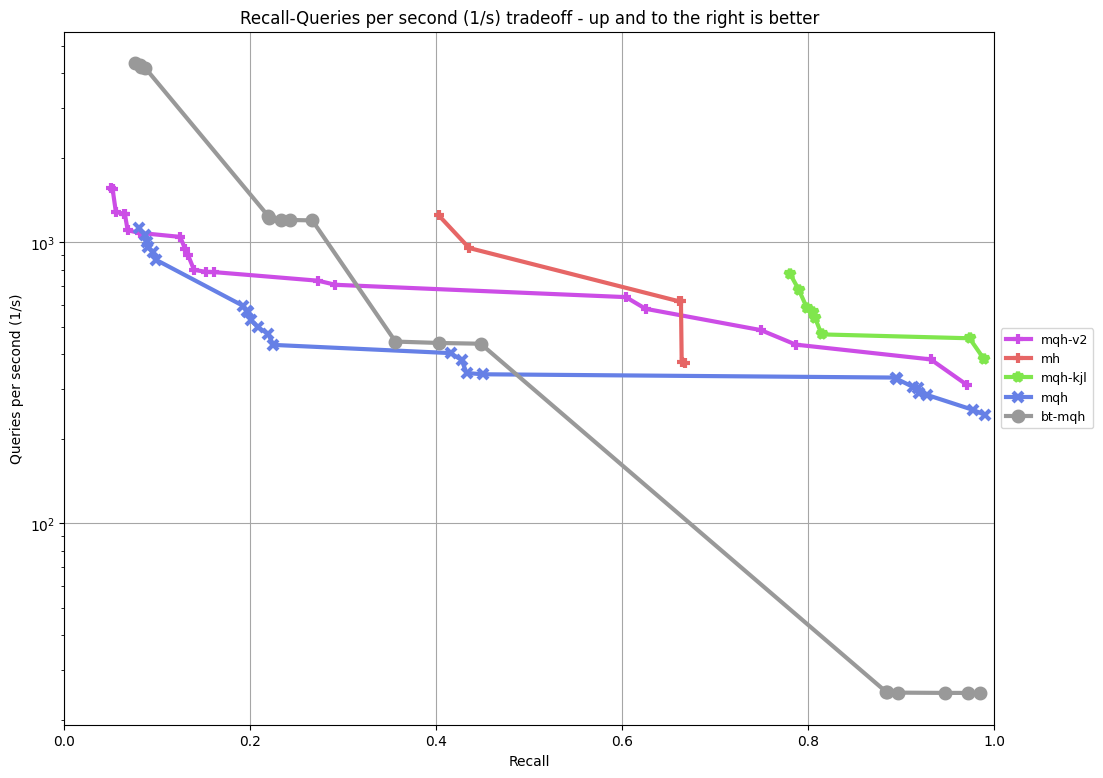 Recall-Queries per second (1/s) tradeoff - up and to the right is better
Queries per second (1/s)
10³
10²
0.0 0.2 0.4 0.6 0.8 1.0
Recall
mqh-v2
mh
mqh-kjl
mqh
bt-mqh